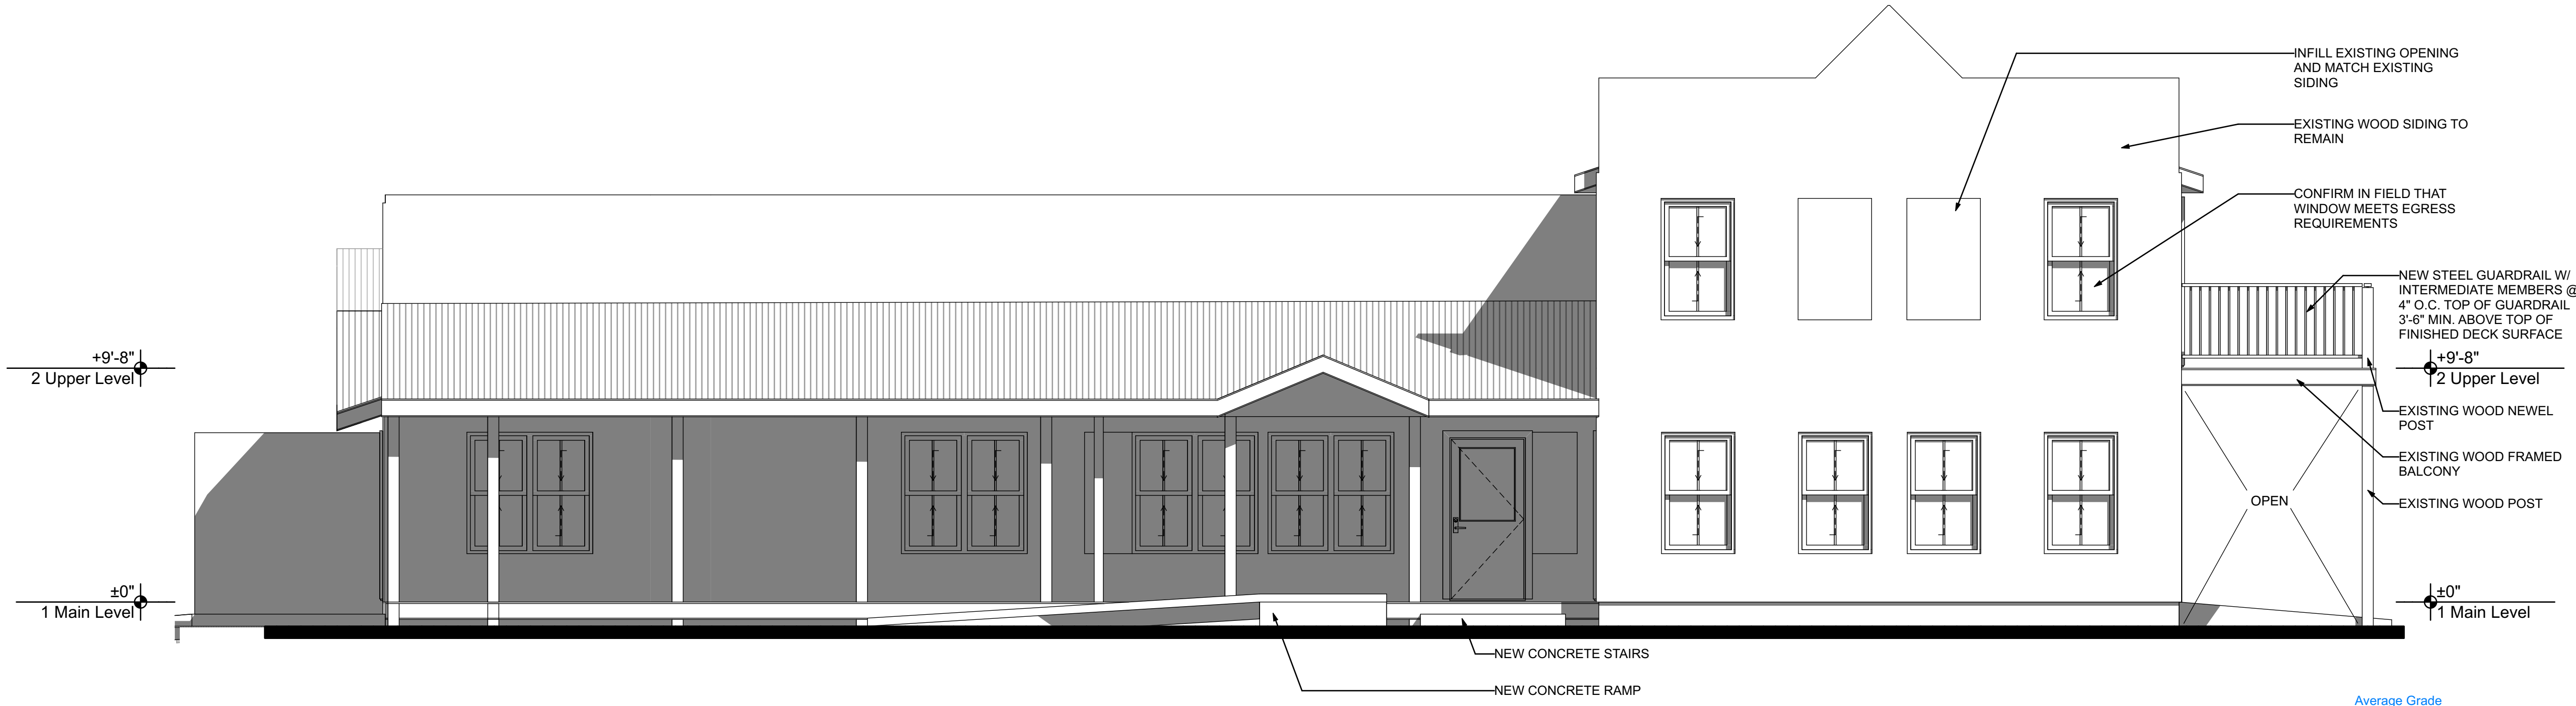 INFILL EXISTING OPENING
AND MATCH EXISTING
SIDING
EXISTING WOOD SIDING TO
REMAIN
CONFIRM IN FIELD THAT
WINDOW MEETS EGRESS
REQUIREMENTS
NEW STEEL GUARDRAIL W/
INTERMEDIATE MEMBERS @
4" O.C. TOP OF GUARDRAIL
3'-6" MIN. ABOVE TOP OF
FINISHED DECK SURFACE
+9'-8"
2 Upper Level
+9'-8"
2 Upper Level
EXISTING WOOD NEWEL
POST
EXISTING WOOD FRAMED
BALCONY
OPEN
EXISTING WOOD POST
±0"
1 Main Level
±0"
1 Main Level
NEW CONCRETE STAIRS
NEW CONCRETE RAMP
Average Grade